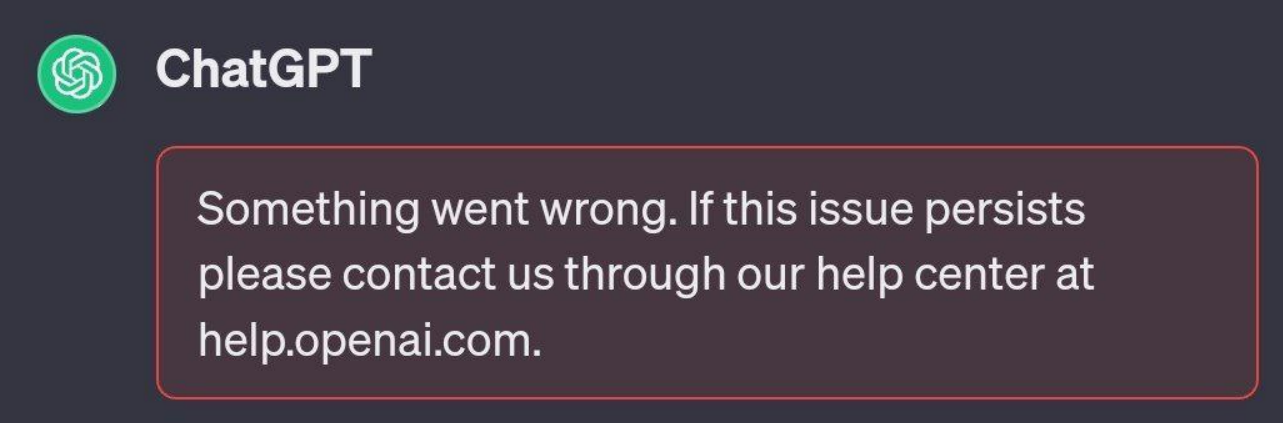 ChatGPT
Something went wrong. If this issue persists
please contact us through our help center at
help.openai.com.